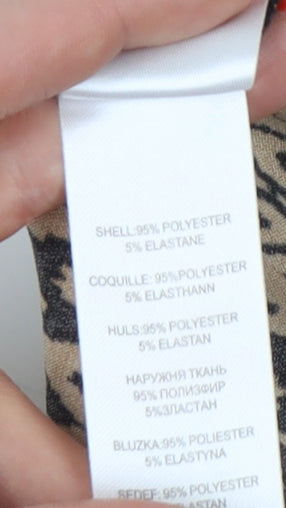 SHELL:95% POLYESTER
5% ELASTANE
COQUILLE: 95%POLYESTER
5% ELASTHANN
HULS:95% POLYESTER
5% ELASTAN
НАРУЖНЯ ТКАНЬ
95% ПОЛИЗФИР
5%ЗЛАСТАН
BLUZKA:95% POLIESTER
5% ELASTYNA
SEDEF: 95% POLYESTER